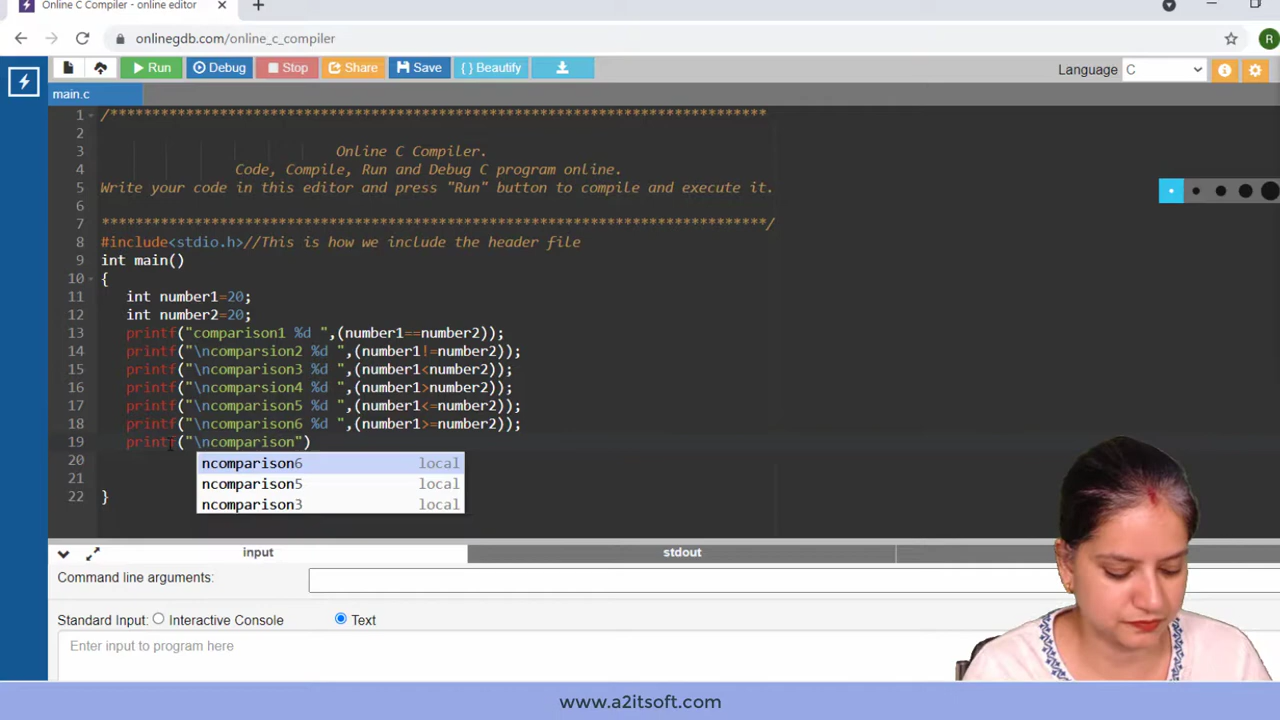 Online C Compiler - online editor
onlinegdb.com/online_c_compiler
R
Run
Debug
Stop
Share
Save
{ } Beautify
Language
C
main.c
1 /******************************************************************************
2
3 Online C Compiler.
4 Code, Compile, Run and Debug C program online.
5 Write your code in this editor and press "Run" button to compile and execute it.
6
7 *******************************************************************************/
8 #include<stdio.h>//This is how we include the header file
9 int main()
10 {
11 int number1=20;
12 int number2=20;
13 printf("comparison1 %d ",(number1==number2));
14 printf("\ncomparsion2 %d ",(number1!=number2));
15 printf("\ncomparison3 %d ",(number1<number2));
16 printf("\ncomparsion4 %d ",(number1>number2));
17 printf("\ncomparison5 %d ",(number1<=number2));
18 printf("\ncomparison6 %d ",(number1>=number2));
19 printf("\ncomparison")
20
21
22 }
ncomparison6 local
ncomparison5 local
ncomparison3 local
input
stdout
Command line arguments:
Standard Input:
Interactive Console
Text
Enter input to program here
www.a2itsoft.com